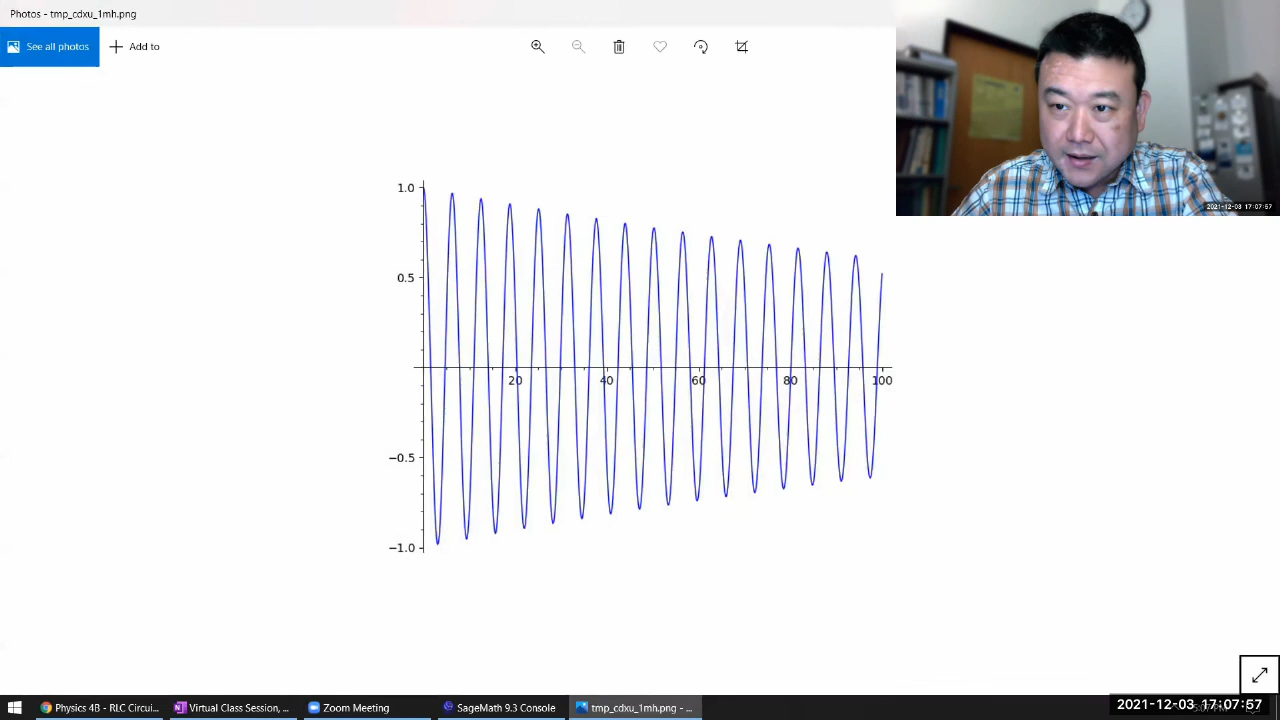 Photos - tmp_cdxu_1mh.png
See all photos
Add to
2021-12-03 17:07:57
1.0
0.5
20 40 60 80 100
−0.5
−1.0
Physics 4B - RLC Circui...
Virtual Class Session, ...
Zoom Meeting
SageMath 9.3 Console
tmp_cdxu_1mh.png - ...
2021-12-03 17:07:57